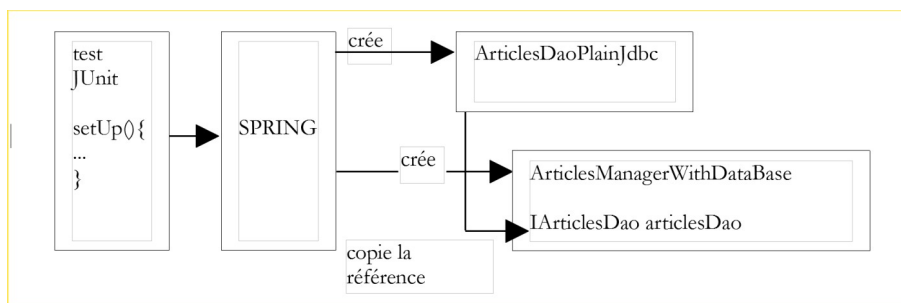 test
JUnit
setUp(){
...
}
SPRING
crée
ArticlesDaoPlainJdbc
crée
ArticlesManagerWithDataBase
IArticlesDao articlesDao
copie la
référence